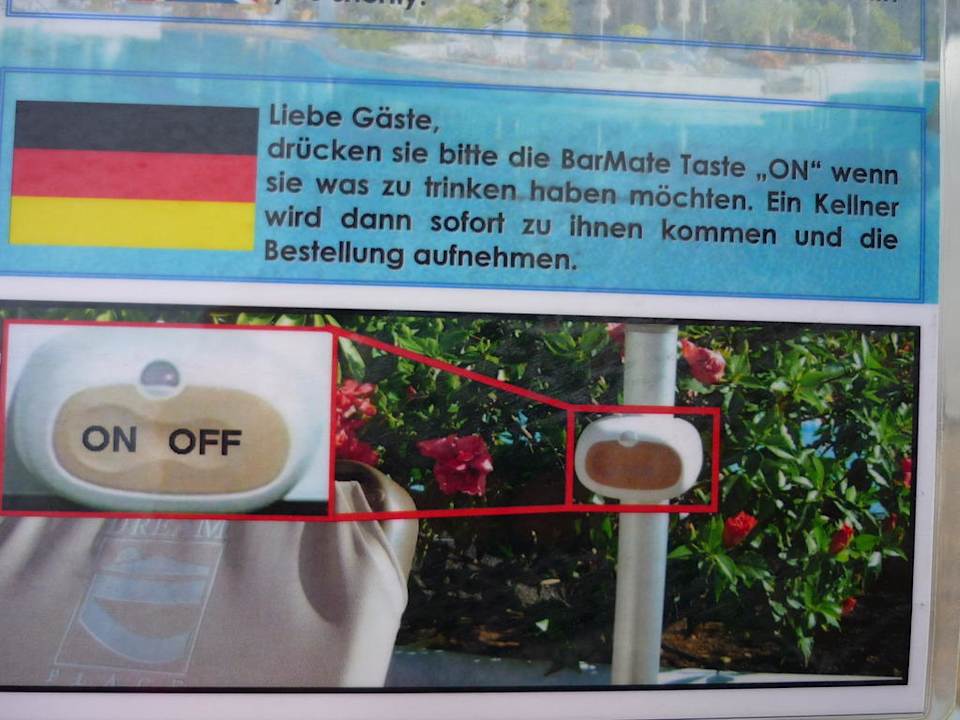 Liebe Gäste,
drücken sie bitte die BarMate Taste „ON“ wenn
sie was zu trinken haben möchten. Ein Kellner
wird dann sofort zu ihnen kommen und die
Bestellung aufnehmen.
ON OFF